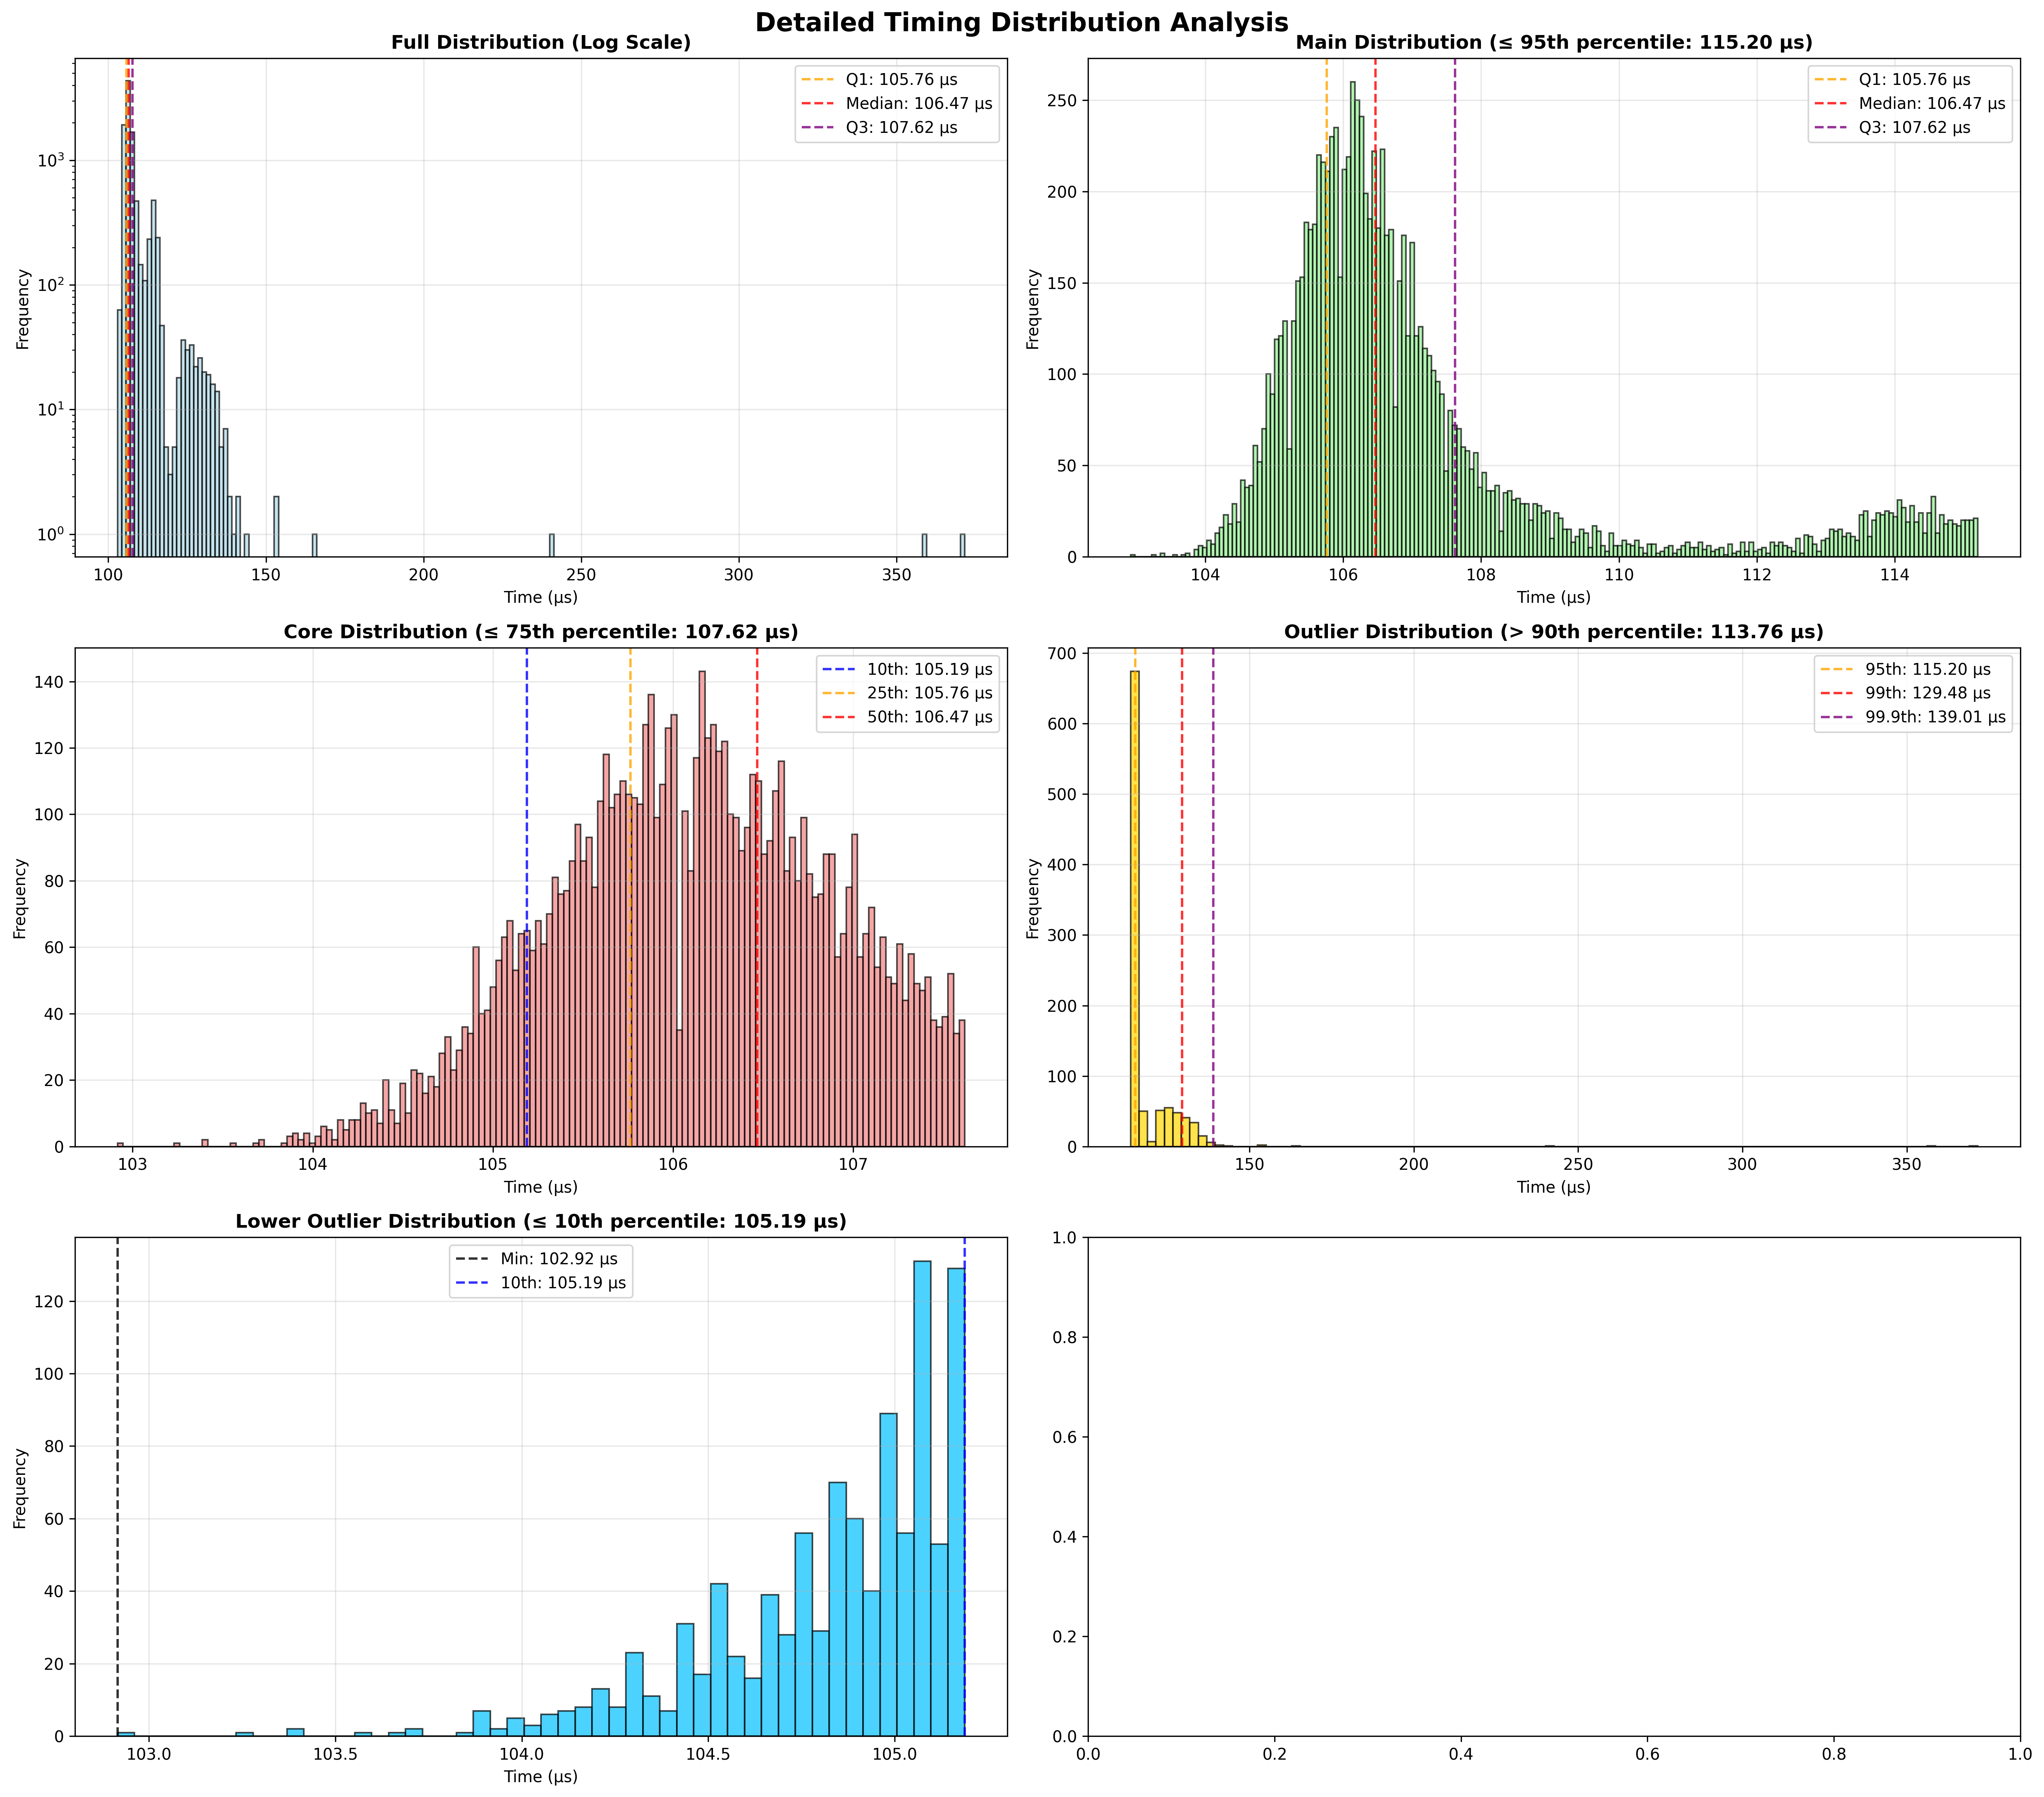 Detailed Timing Distribution Analysis
Full Distribution (Log Scale)
Frequency
10³
10²
10¹
10⁰
100 150 200 250 300 350
Time (µs)
Q1: 105.76 µs
Median: 106.47 µs
Q3: 107.62 µs
Main Distribution (≤ 95th percentile: 115.20 µs)
Frequency
250
200
150
100
50
0
104 106 108 110 112 114
Time (µs)
Q1: 105.76 µs
Median: 106.47 µs
Q3: 107.62 µs
Core Distribution (≤ 75th percentile: 107.62 µs)
Frequency
140
120
100
80
60
40
20
0
103 104 105 106 107
Time (µs)
10th: 105.19 µs
25th: 105.76 µs
50th: 106.47 µs
Outlier Distribution (> 90th percentile: 113.76 µs)
Frequency
700
600
500
400
300
200
100
0
150 200 250 300 350
Time (µs)
95th: 115.20 µs
99th: 129.48 µs
99.9th: 139.01 µs
Lower Outlier Distribution (≤ 10th percentile: 105.19 µs)
Frequency
120
100
80
60
40
20
0
103.0 103.5 104.0 104.5 105.0
Time (µs)
Min: 102.92 µs
10th: 105.19 µs
1.0
0.8
0.6
0.4
0.2
0.0
0.0 0.2 0.4 0.6 0.8 1.0